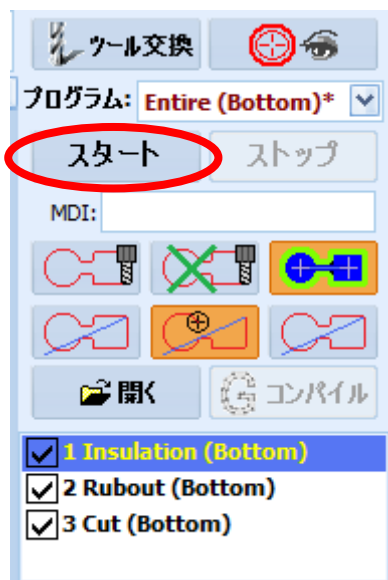 ツール交換
プログラム: Entire (Bottom)*
スタート ストップ
MDI:
開く G コンパイル
1 Insulation (Bottom)
2 Rubout (Bottom)
3 Cut (Bottom)